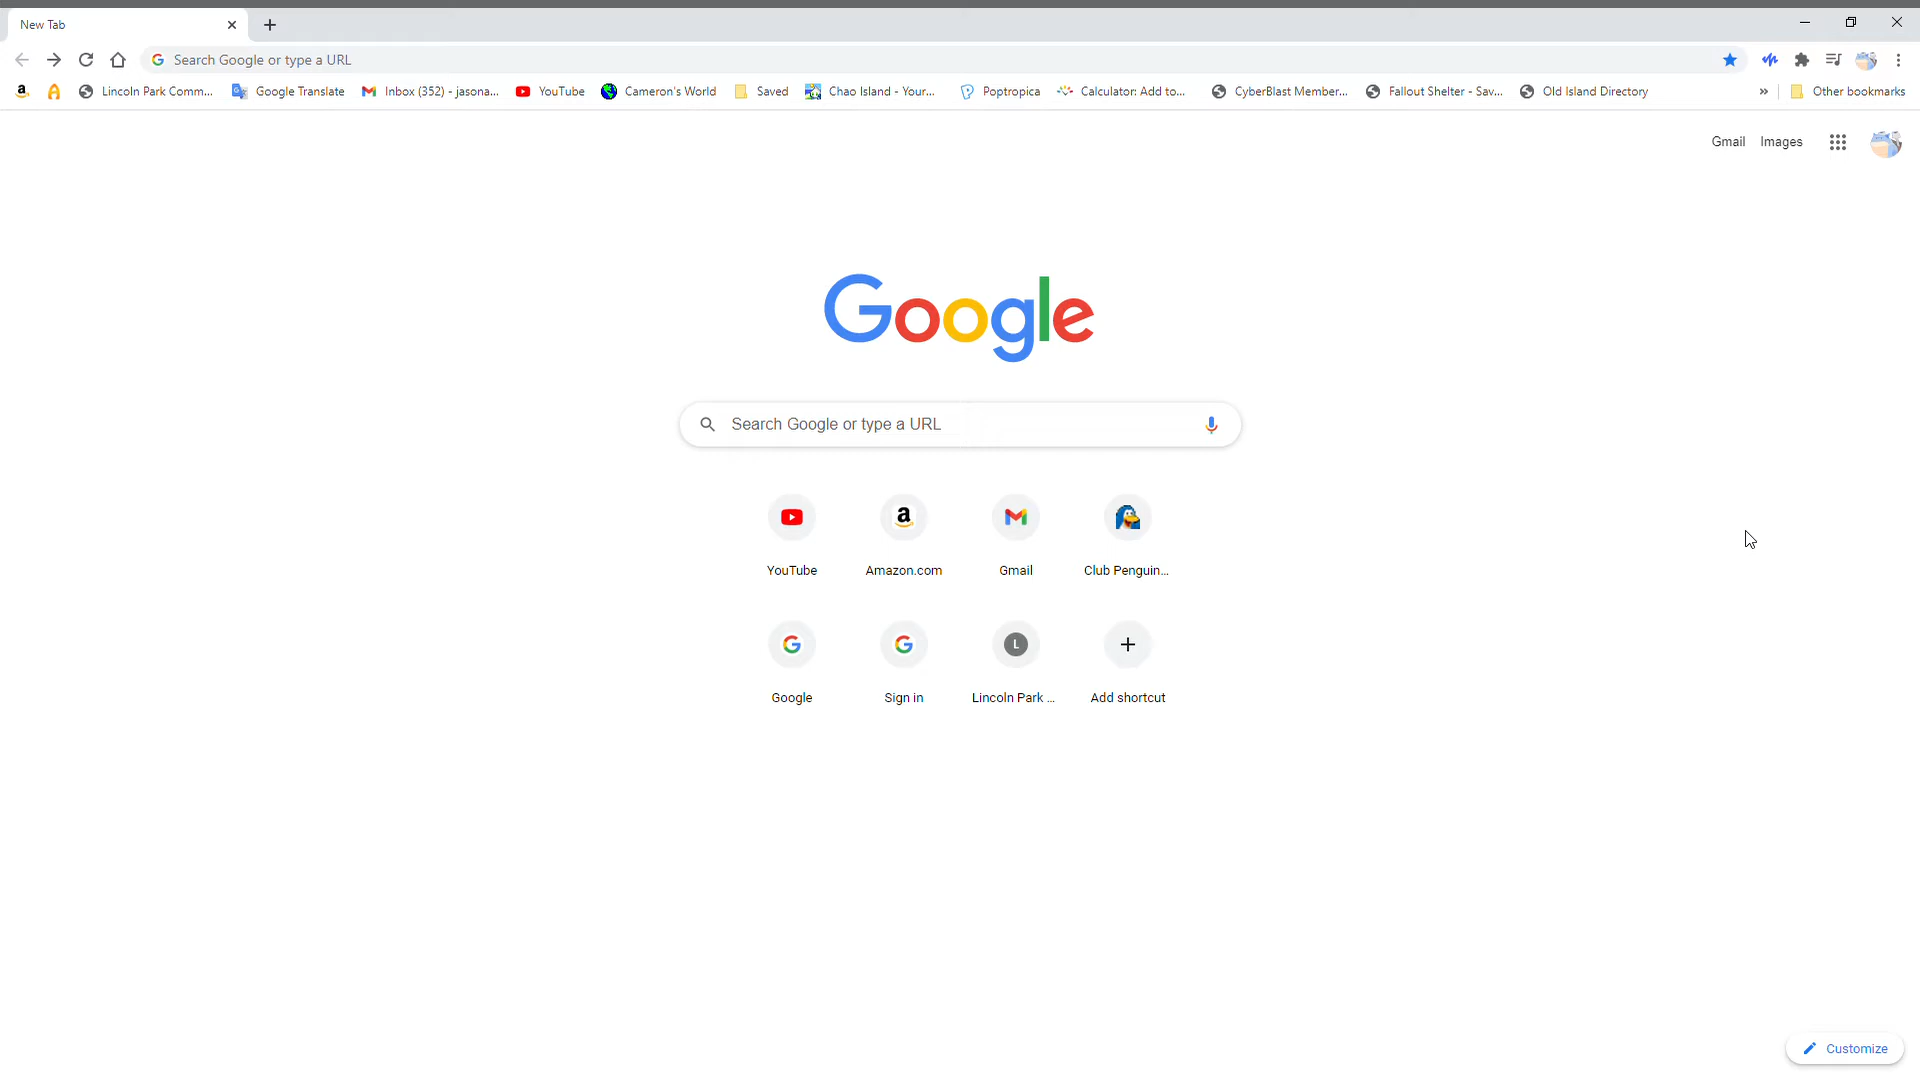 New Tab
Search Google or type a URL
Lincoln Park Comm... Google Translate Inbox (352) - jasona... YouTube Cameron's World Saved Chao Island - Your... Poptropica Calculator: Add to... CyberBlast Member... Fallout Shelter - Sav... Old Island Directory » Other bookmarks
Gmail Images
Google
Search Google or type a URL
YouTube Amazon.com Gmail Club Penguin...
L
Google Sign in Lincoln Park ... Add shortcut
Customize